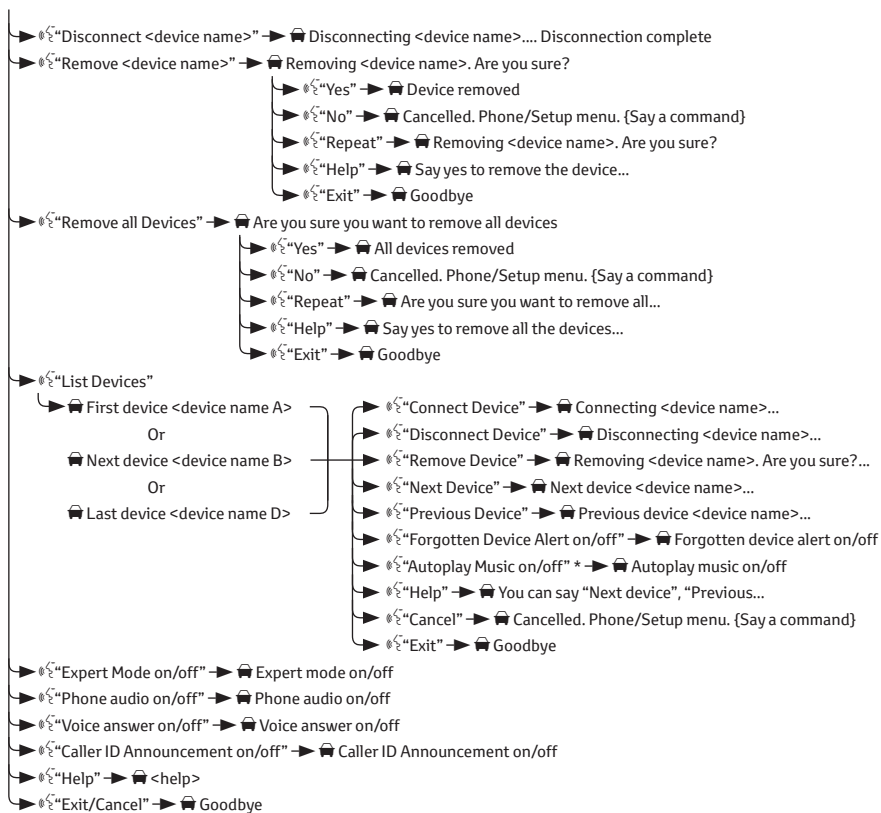 “Disconnect <device name>” Disconnecting <device name>.... Disconnection complete
“Remove <device name>” Removing <device name>. Are you sure?
“Yes” Device removed
“No” Cancelled. Phone/Setup menu. {Say a command}
“Repeat” Removing <device name>. Are you sure?
“Help” Say yes to remove the device...
“Exit” Goodbye
“Remove all Devices” Are you sure you want to remove all devices
“Yes” All devices removed
“No” Cancelled. Phone/Setup menu. {Say a command}
“Repeat” Are you sure you want to remove all...
“Help” Say yes to remove all the devices...
“Exit” Goodbye
“List Devices”
First device <device name A>
Or
Next device <device name B>
Or
Last device <device name D>
“Connect Device” Connecting <device name>...
“Disconnect Device” Disconnecting <device name>...
“Remove Device” Removing <device name>. Are you sure?...
“Next Device” Next device <device name>...
“Previous Device” Previous device <device name>...
“Forgotten Device Alert on/off” Forgotten device alert on/off
“Autoplay Music on/off” * Autoplay music on/off
“Help” You can say “Next device”, “Previous...
“Cancel” Cancelled. Phone/Setup menu. {Say a command}
“Exit” Goodbye
“Expert Mode on/off” Expert mode on/off
“Phone audio on/off” Phone audio on/off
“Voice answer on/off” Voice answer on/off
“Caller ID Announcement on/off” Caller ID Announcement on/off
“Help” <help>
“Exit/Cancel” Goodbye